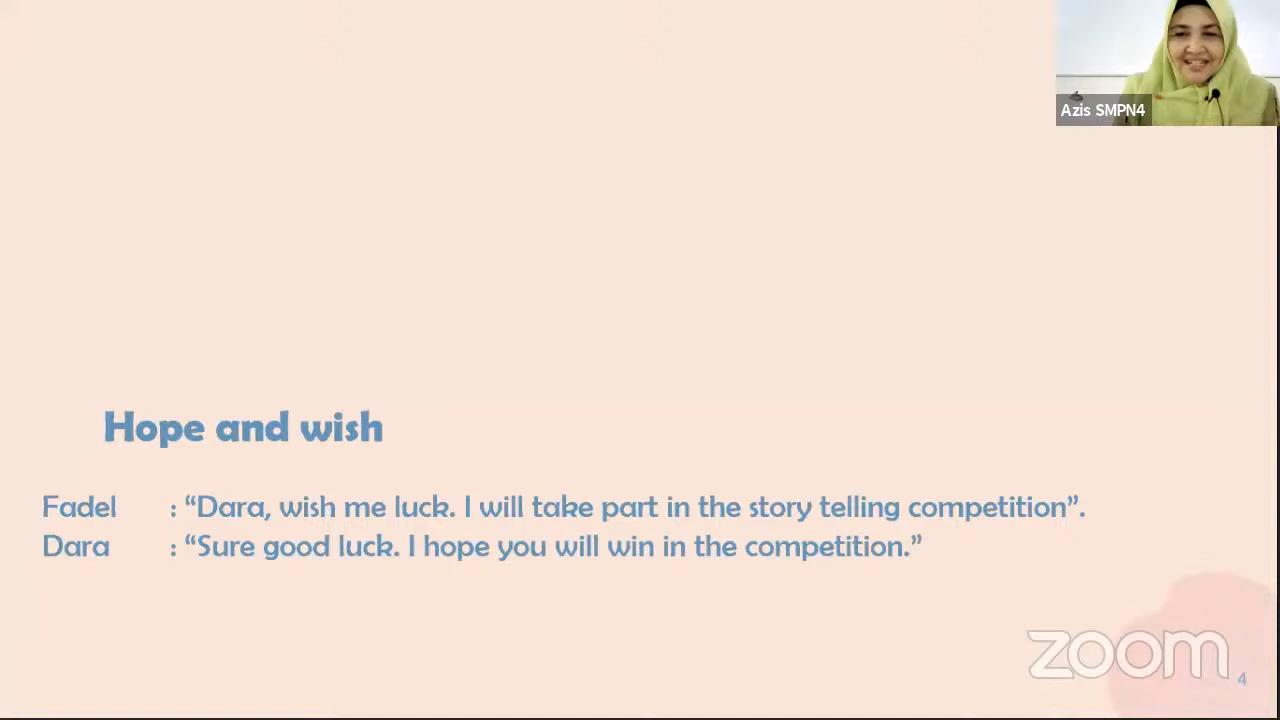 Azis SMPN4
Hope and wish
Fadel : “Dara, wish me luck. I will take part in the story telling competition”.
Dara : “Sure good luck. I hope you will win in the competition.”
zoom
4